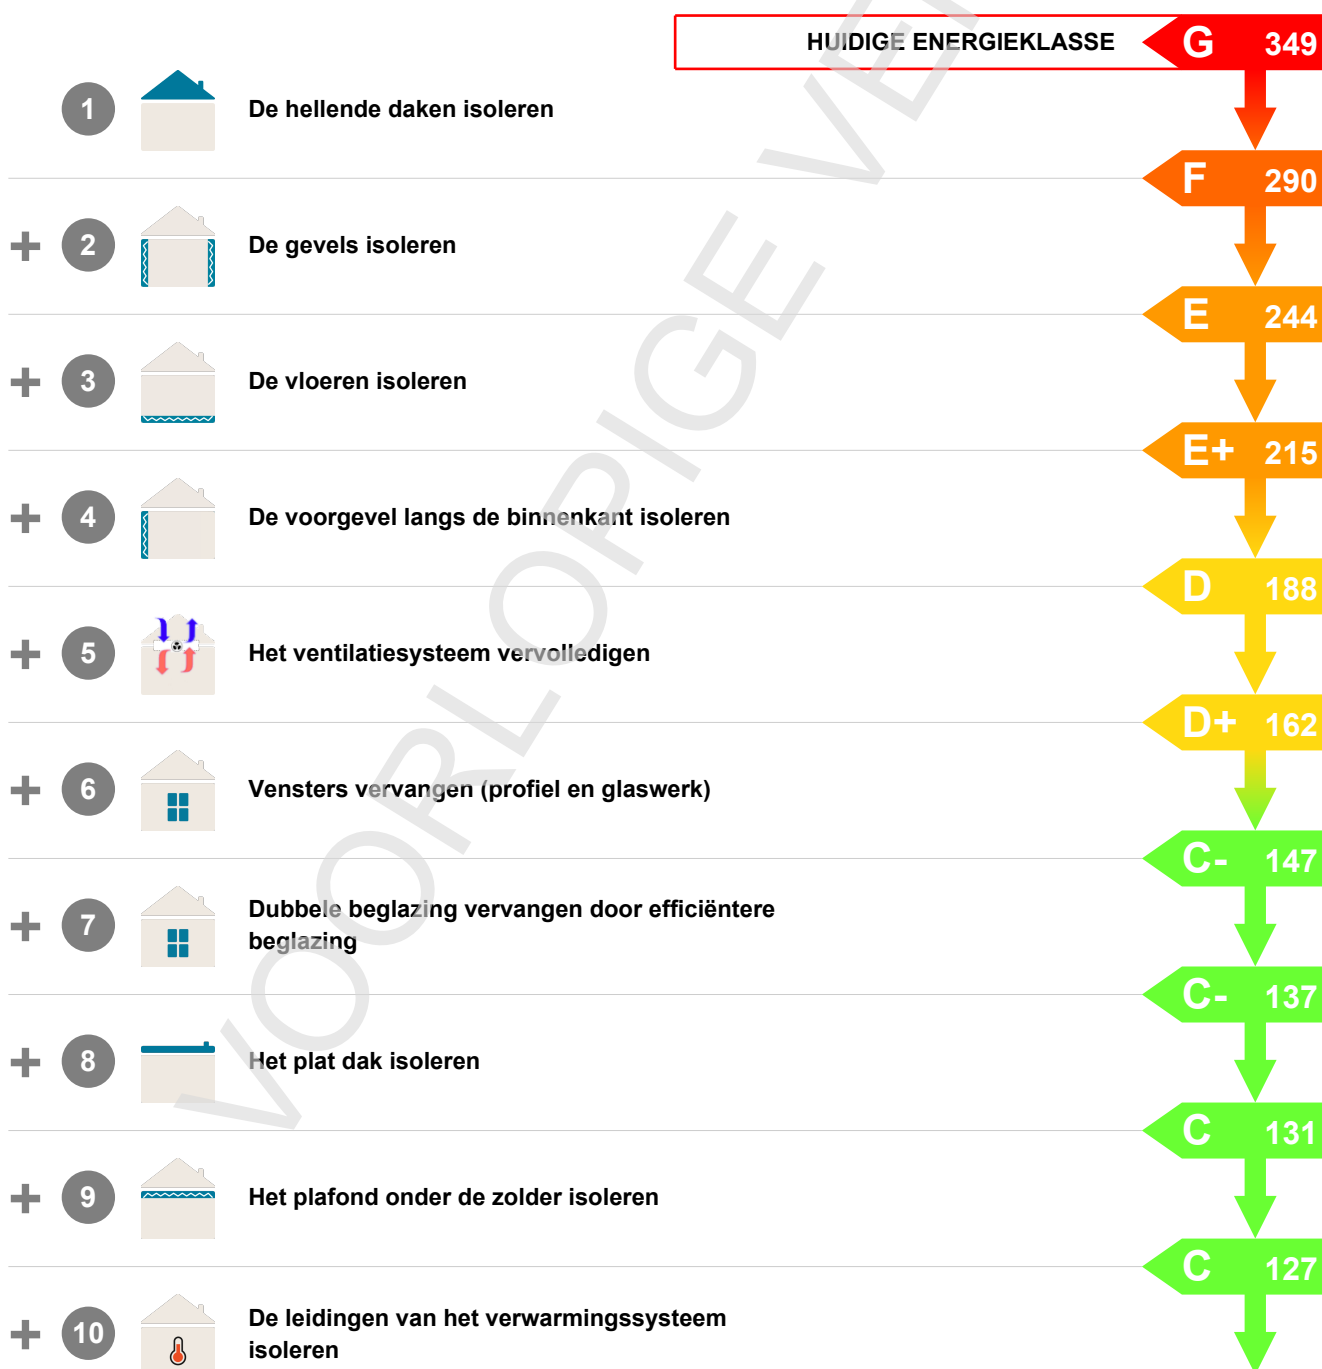 HUIDIGE ENERGIEKLASSE G 349
1 De hellende daken isoleren
F 290
+ 2 De gevels isoleren
E 244
+ 3 De vloeren isoleren
E+ 215
+ 4 De voorgevel langs de binnenkant isoleren
D 188
+ 5 Het ventilatiesysteem vervolledigen
D+ 162
+ 6 Vensters vervangen (profiel en glaswerk)
C- 147
+ 7 Dubbele beglazing vervangen door efficiëntere
beglazing
C- 137
+ 8 Het plat dak isoleren
C 131
+ 9 Het plafond onder de zolder isoleren
C 127
+ 10 De leidingen van het verwarmingssysteem
isoleren
VOORLOPIGE